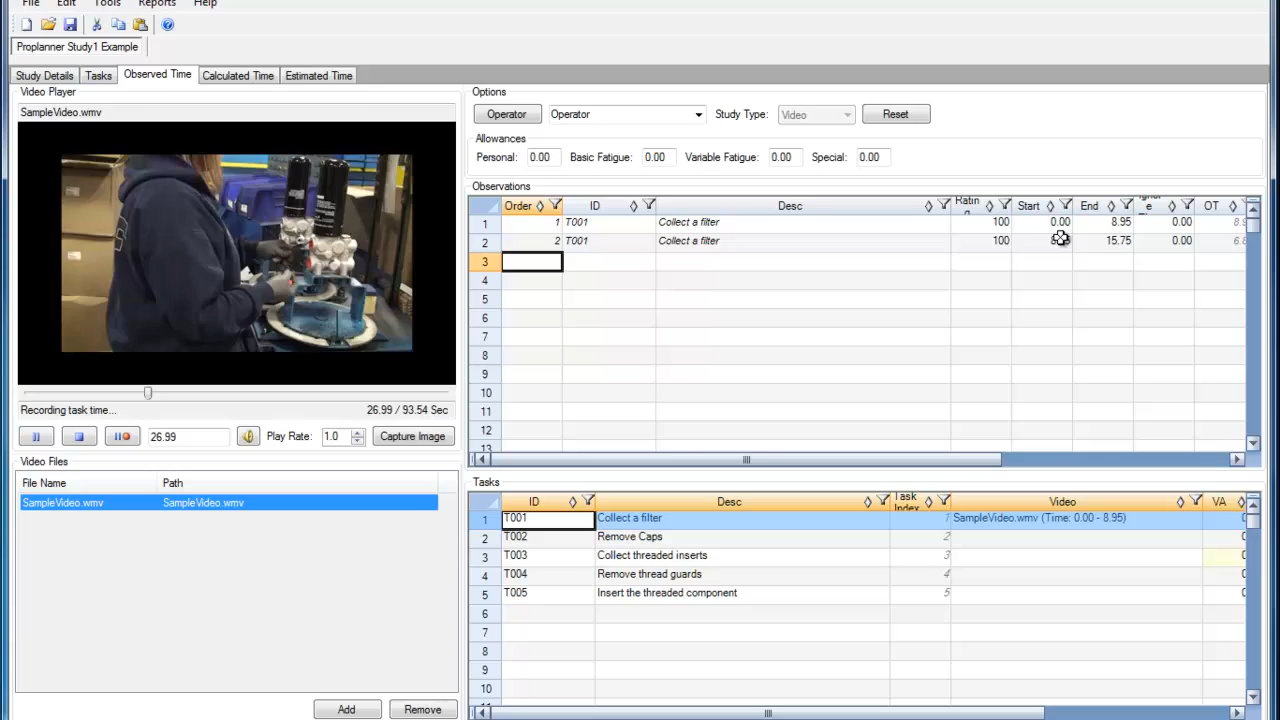 File Edit Tools Reports Help
Proplanner Study1 Example
Study Details Tasks Observed Time Calculated Time Estimated Time
Video Player
SampleVideo.wmv
Recording task time... 26.99 / 93.54 Sec
26.99 Play Rate: 1.0 Capture Image
Video Files
File Name Path
SampleVideo.wmv SampleVideo.wmv
Add Remove
Options
Operator Operator Study Type: Video Reset
Allowances
Personal: 0.00 Basic Fatigue: 0.00 Variable Fatigue: 0.00 Special: 0.00
Observations
Order ID Desc Ratin g Start End OT
1 1 T001 Collect a filter 100 0.00 8.95 0.00
2 2 T001 Collect a filter 100 15.75 0.00
3
4
5
6
7
8
9
10
11
12
13
Tasks
ID Desc Task Index Video VA
1 T001 Collect a filter 1 SampleVideo.wmv (Time: 0.00 - 8.95)
2 T002 Remove Caps 2
3 T003 Collect threaded inserts 3
4 T004 Remove thread guards 4
5 T005 Insert the threaded component 5
6
7
8
9
10